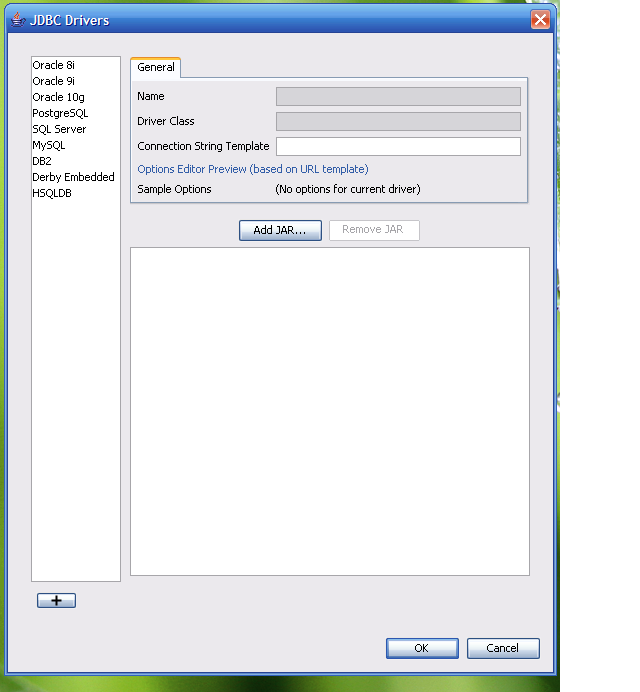 JDBC Drivers
Oracle 8i
Oracle 9i
Oracle 10g
PostgreSQL
SQL Server
MySQL
DB2
Derby Embedded
HSQLDB
General
Name
Driver Class
Connection String Template
Options Editor Preview (based on URL template)
Sample Options (No options for current driver)
Add JAR... Remove JAR
+
OK Cancel